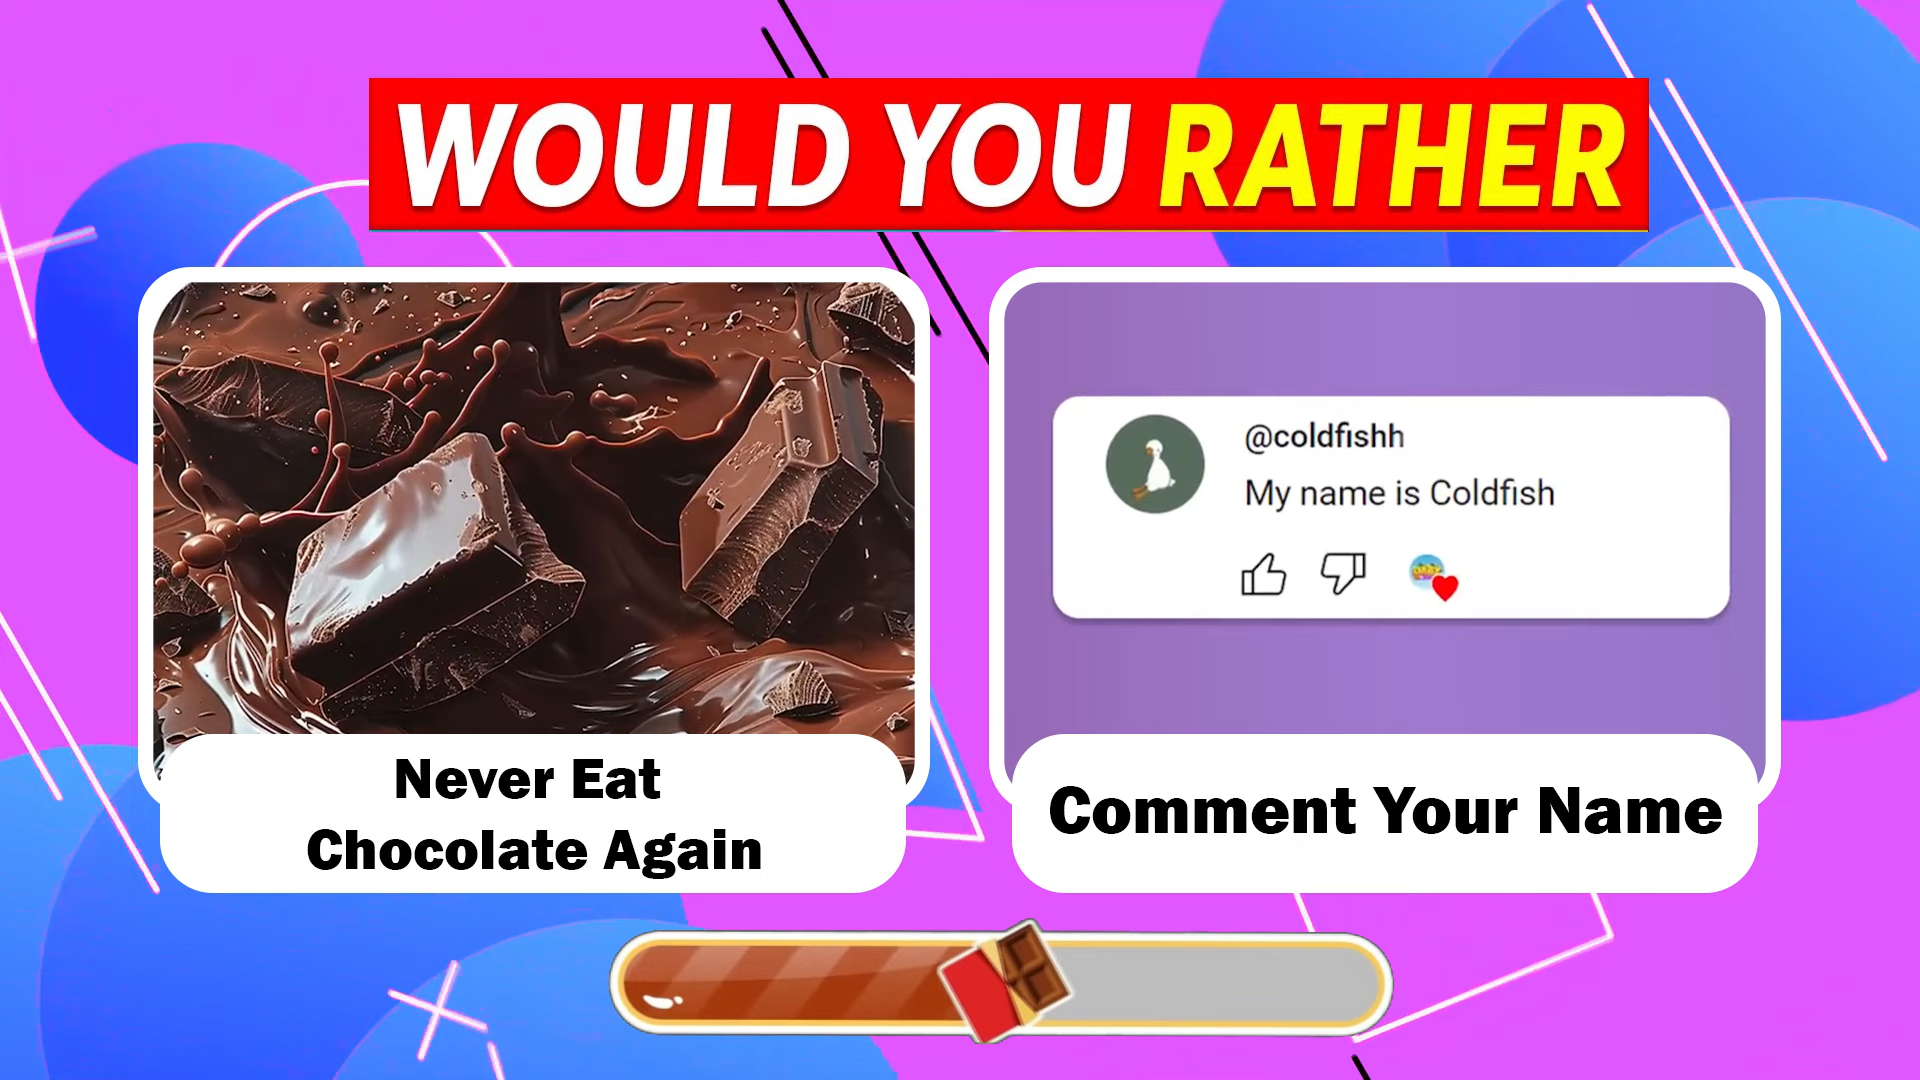 WOULD YOU RATHER
@coldfishh
My name is Coldfish
Never Eat
Chocolate Again
Comment Your Name